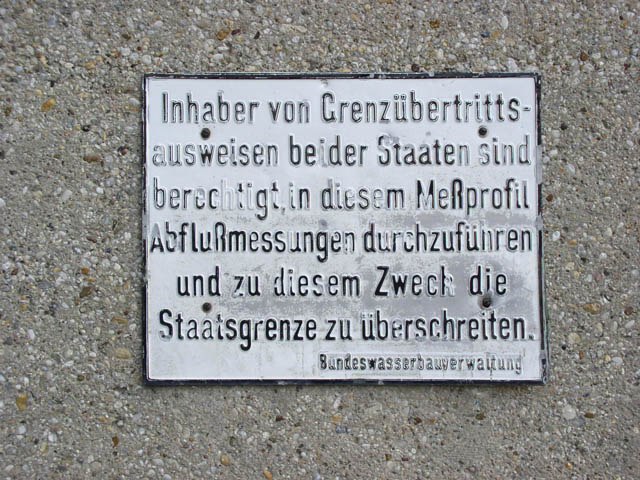 Inhaber von Grenzübertritts-
ausweisen beider Staaten sind
berechtigt, in diesem Meßprofil
Abflußmessungen durchzuführen
und zu diesem Zweck die
Staatsgrenze zu überschreiten.
Bundeswasserbauverwaltung